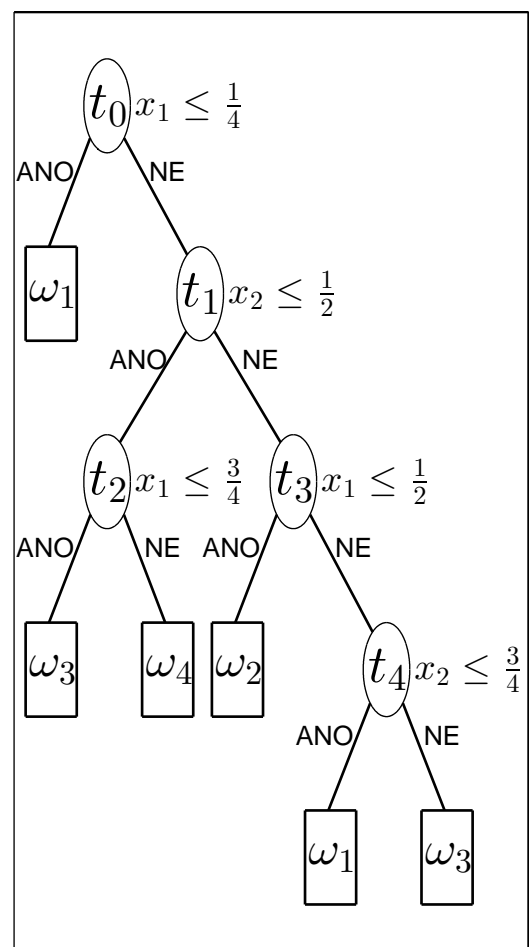 t₀ x₁ ≤ 1/4
ANO NE
ω₁
t₁ x₂ ≤ 1/2
ANO NE
t₂ x₁ ≤ 3/4 t₃ x₁ ≤ 1/2
ANO NE ANO NE
ω₃ ω₄ ω₂
t₄ x₂ ≤ 3/4
ANO NE
ω₁ ω₃